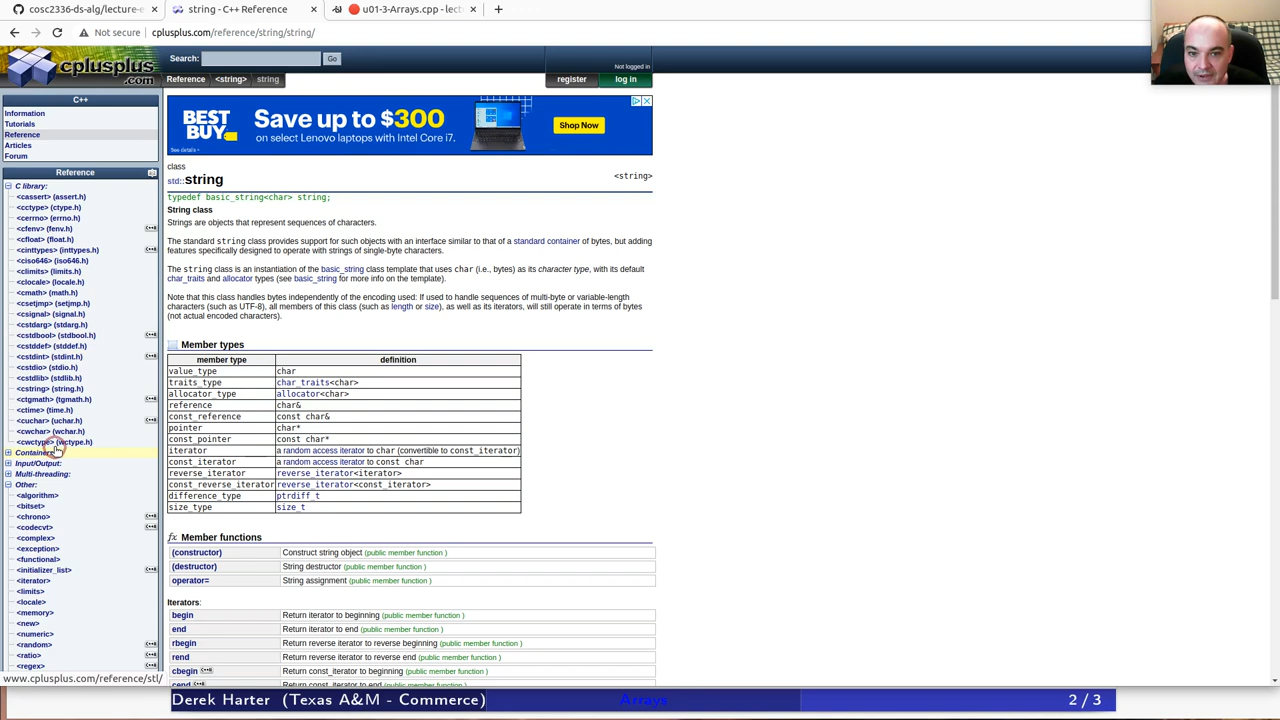 cosc2336-ds-alg/lecture-e
string - C++ Reference
u01-3-Arrays.cpp - lect
Not secure
cplusplus.com/reference/string/string/
cplusplus
.com
Search:
Go
Reference
<string>
string
Not logged in
register
log in
C++
Information
Tutorials
Reference
Articles
Forum
Reference
C library:
<cassert> (assert.h)
<cctype> (ctype.h)
<cerrno> (errno.h)
<cfenv> (fenv.h)
<cfloat> (float.h)
<cinttypes> (inttypes.h)
<ciso646> (iso646.h)
<climits> (limits.h)
<clocale> (locale.h)
<cmath> (math.h)
<csetjmp> (setjmp.h)
<csignal> (signal.h)
<cstdarg> (stdarg.h)
<cstdbool> (stdbool.h)
<cstddef> (stddef.h)
<cstdint> (stdint.h)
<cstdio> (stdio.h)
<cstdlib> (stdlib.h)
<cstring> (string.h)
<ctgmath> (tgmath.h)
<ctime> (time.h)
<cuchar> (uchar.h)
<cwchar> (wchar.h)
<cwctype> (wctype.h)
Containers:
Input/Output:
Multi-threading:
Other:
<algorithm>
<bitset>
<chrono>
<codecvt>
<complex>
<exception>
<functional>
<initializer_list>
<iterator>
<limits>
<locale>
<memory>
<new>
<numeric>
<random>
<ratio>
<regex>
www.cplusplus.com/reference/stl/
BEST
BUY
See details
Save up to $300
on select Lenovo laptops with Intel Core i7.
Shop Now
class
std::string
<string>
typedef basic_string<char> string;
String class
Strings are objects that represent sequences of characters.
The standard string class provides support for such objects with an interface similar to that of a standard container of bytes, but adding
features specifically designed to operate with strings of single-byte characters.
The string class is an instantiation of the basic_string class template that uses char (i.e., bytes) as its character type, with its default
char_traits and allocator types (see basic_string for more info on the template).
Note that this class handles bytes independently of the encoding used: If used to handle sequences of multi-byte or variable-length
characters (such as UTF-8), all members of this class (such as length or size), as well as its iterators, will still operate in terms of bytes
(not actual encoded characters).
Member types
member type definition
value_type char
traits_type char_traits<char>
allocator_type allocator<char>
reference char&
const_reference const char&
pointer char*
const_pointer const char*
iterator a random access iterator to char (convertible to const_iterator)
const_iterator a random access iterator to const char
reverse_iterator reverse_iterator<iterator>
const_reverse_iterator reverse_iterator<const_iterator>
difference_type ptrdiff_t
size_type size_t
fx Member functions
(constructor) Construct string object (public member function )
(destructor) String destructor (public member function )
operator= String assignment (public member function )
Iterators:
begin Return iterator to beginning (public member function )
end Return iterator to end (public member function )
rbegin Return reverse iterator to reverse beginning (public member function )
rend Return reverse iterator to reverse end (public member function )
cbegin Return const_iterator to beginning (public member function )
cend Return const_iterator to end (public member function )
Derek Harter (Texas A&M - Commerce)
Arrays
2 / 3